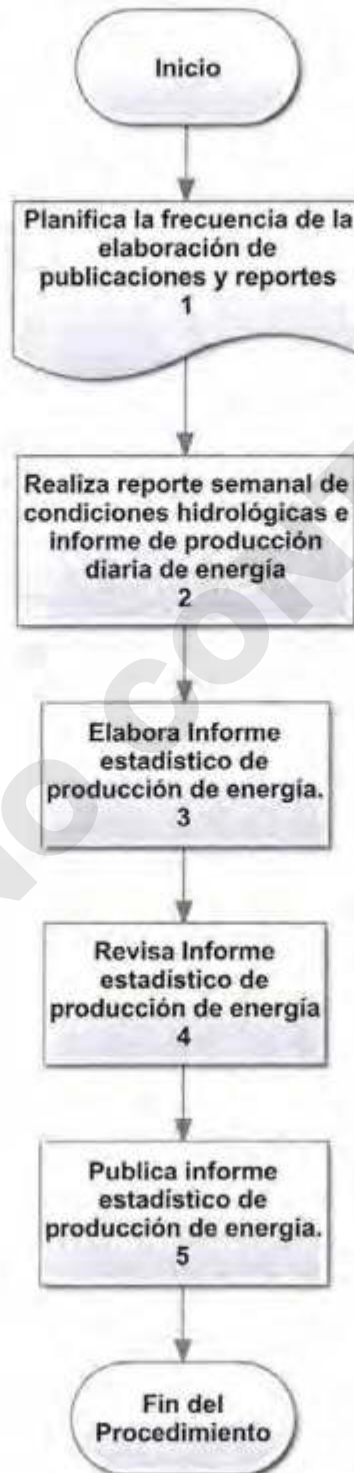 Inicio
Planifica la frecuencia de la
elaboración de
publicaciones y reportes
1
Realiza reporte semanal de
condiciones hidrológicas e
informe de producción
diaria de energía
2
Elabora Informe
estadístico de
producción de energía.
3
Revisa Informe
estadístico de
producción de energía
4
Publica informe
estadístico de
producción de energía.
5
Fin del
Procedimiento
NO CONT